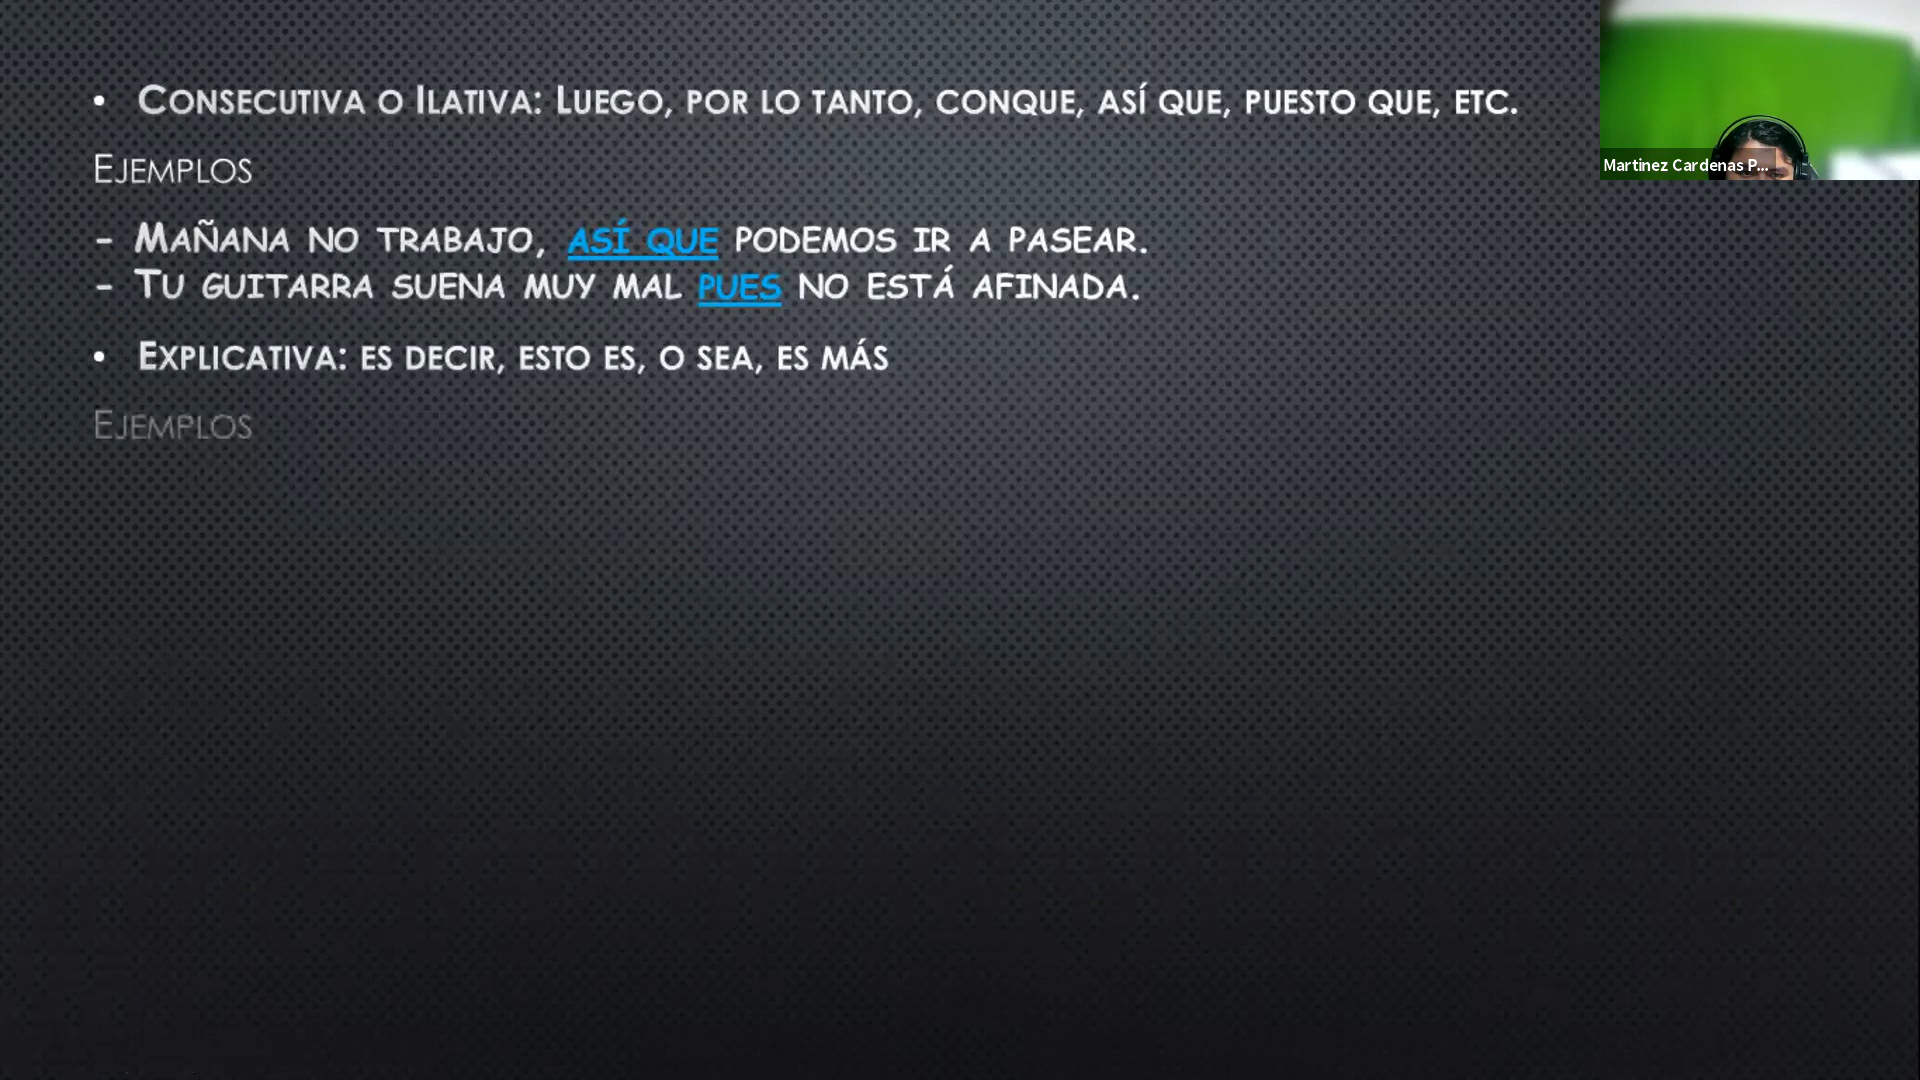 • Consecutiva o Ilativa: Luego, por lo tanto, conque, así que, puesto que, etc.
Martinez Cardenas P...
Ejemplos
- Mañana no trabajo, así que podemos ir a pasear.
- Tu guitarra suena muy mal pues no está afinada.
• Explicativa: es decir, esto es, o sea, es más
Ejemplos